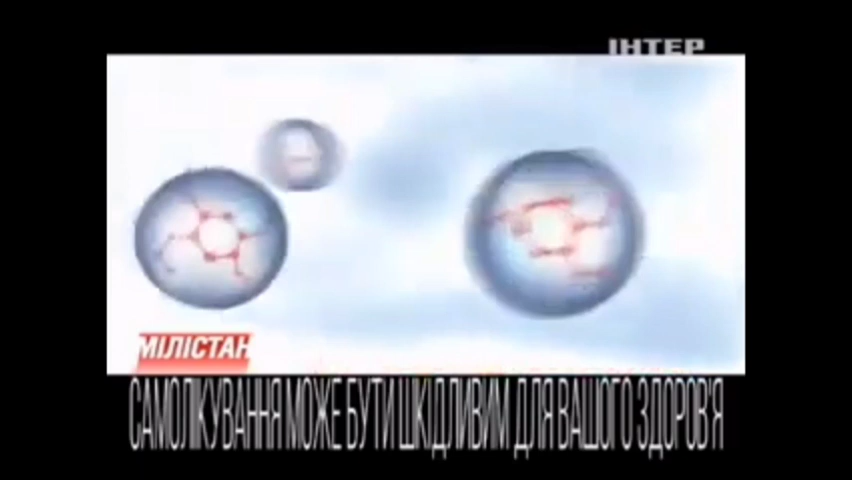 ІНТЕР
МІЛІСТАН
САМОЛІКУВАННЯ МОЖЕ БУТИ ШКІДЛИВИМ ДЛЯ ВАШОГО ЗДОРОВ'Я